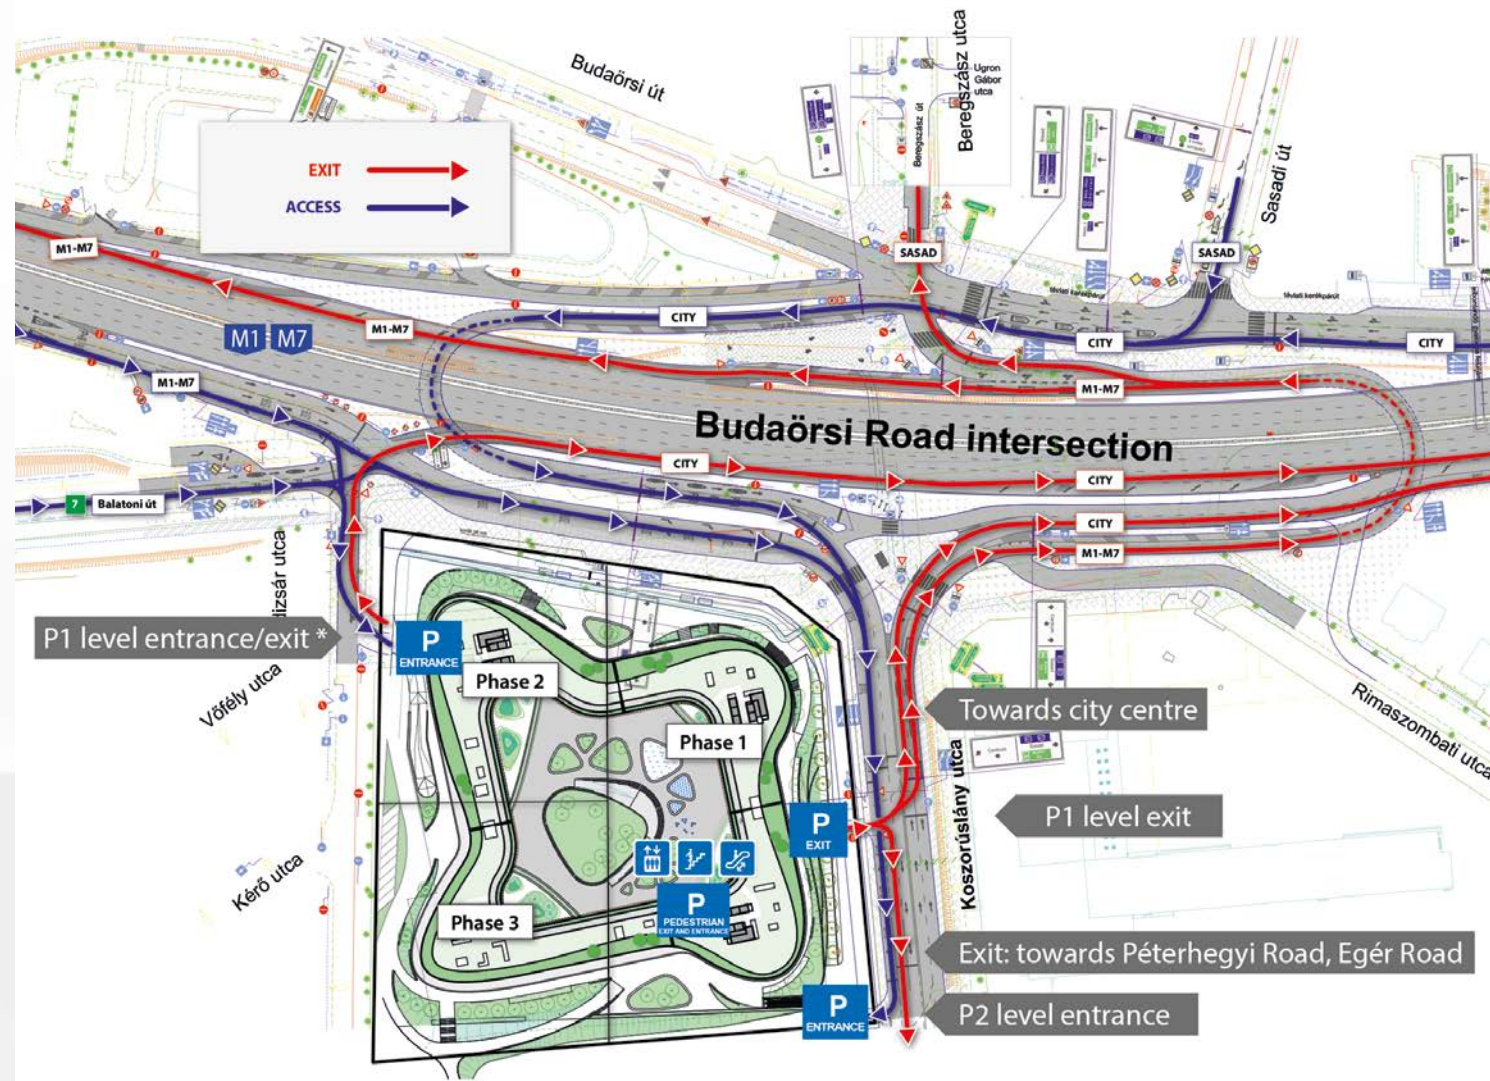 Budaörsi út
Beregszász utca
Ugron
Gábor
utca
Beregszász út
Sasadi út
EXIT
ACCESS
M1-M7
SASAD
SASAD
M1 M7
M1-M7
CITY
CITY
CITY
M1-M7
M1-M7
Budaörsi Road intersection
CITY
CITY
7 Balatoni út
CITY
M1-M7
dizsár utca
P1 level entrance/exit *
P
ENTRANCE
Phase 2
Vőfély utca
Phase 1
Towards city centre
Rimaszombati utca
Koszorúslány utca
P
EXIT
P1 level exit
Kérő utca
P
PEDESTRIAN
EXIT AND ENTRANCE
Phase 3
Exit: towards Péterhegyi Road, Egér Road
P
ENTRANCE
P2 level entrance